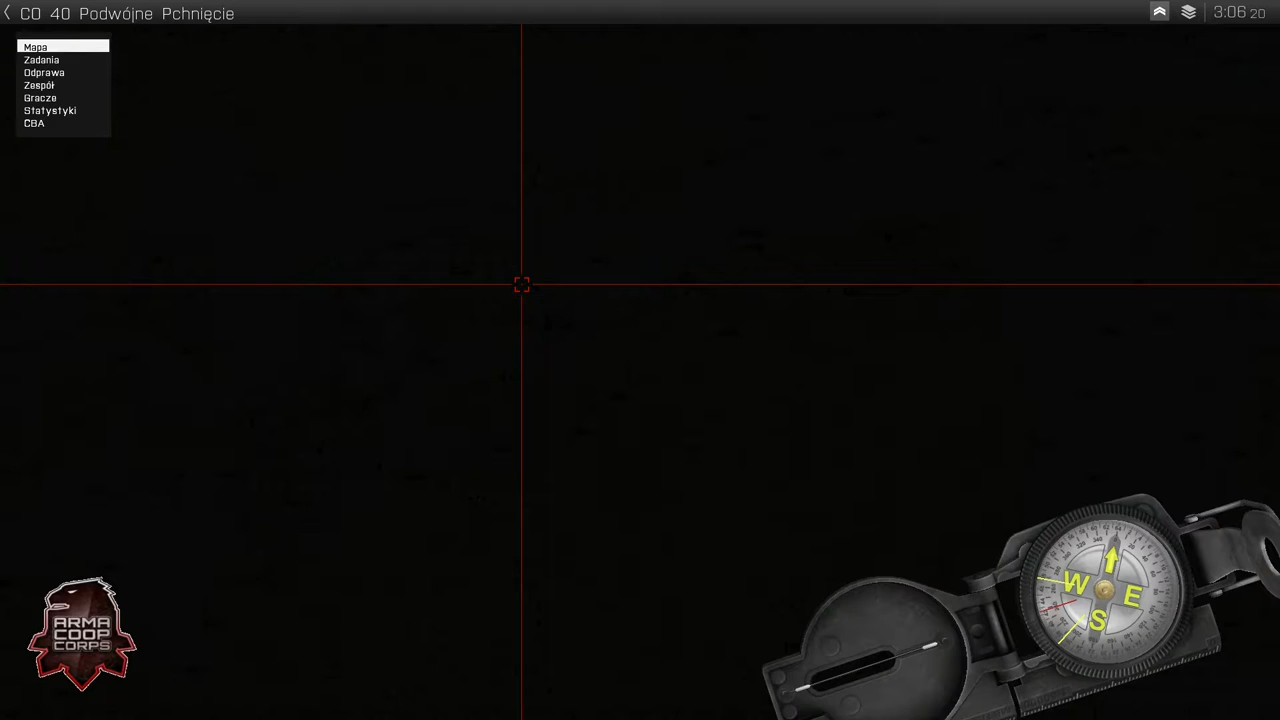 CO 40 Podwójne Pchnięcie
3:06 20
Mapa
Zadania
Odprawa
Zespół
Gracze
Statystyki
CBA
W
E
S
ARMA
COOP
CORPS